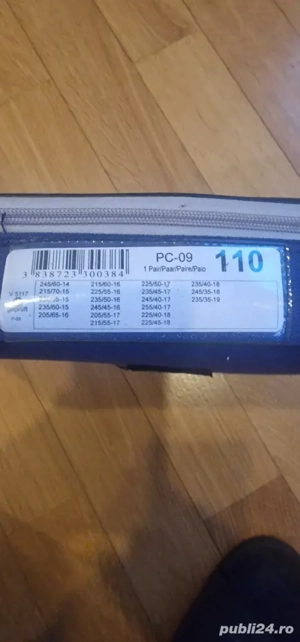 3 838723 300384
PC-09
1 Pair/Paar/Paire/Paio
110
V 5117
geprüft
245/60-14 215/60-16 225/50-17 235/40-18
215/70-15 225/55-16 235/45-17 245/35-18
-15 235/50-16 245/40-17 235/35-19
235/60-15 245/45-16 255/40-17
205/65-16 205/55-17 225/40-18
215/55-17 225/45-18
publi24.ro